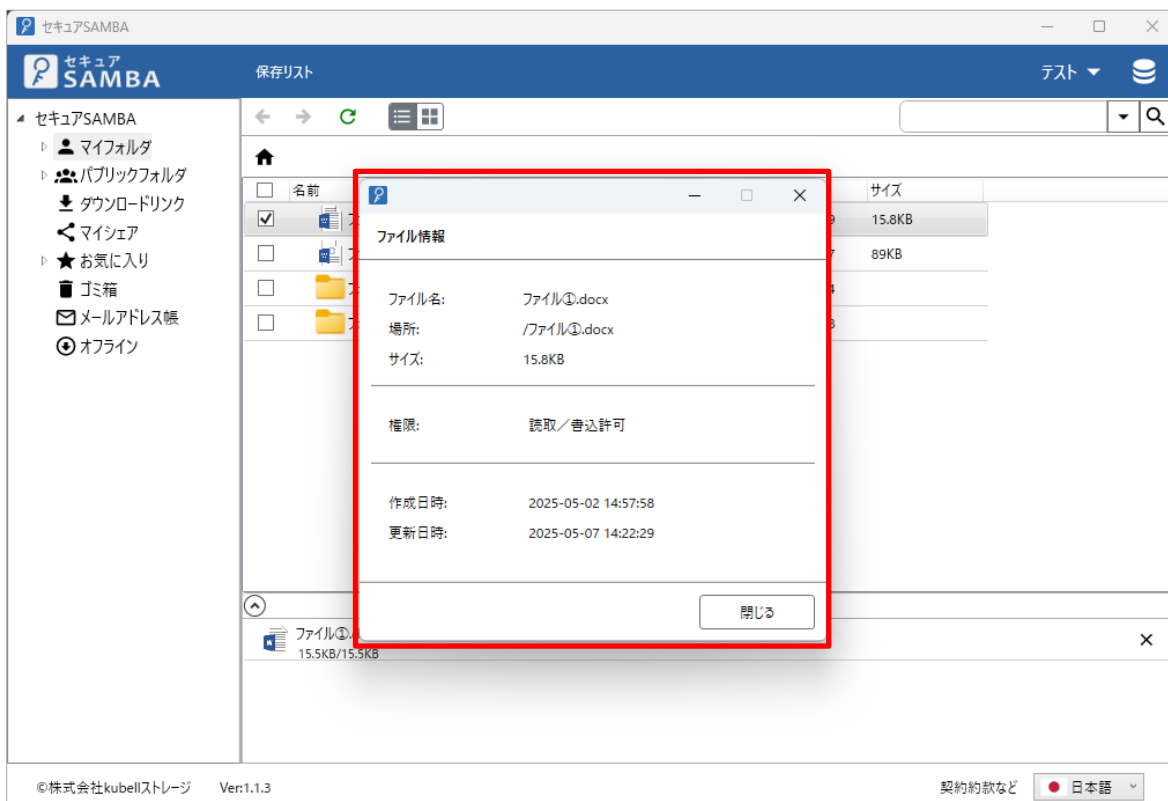 セキュアSAMBA
セキュア
SAMBA
保存リスト
テスト
セキュアSAMBA
マイフォルダ
パブリックフォルダ
ダウンロードリンク
マイシェア
お気に入り
ゴミ箱
メールアドレス帳
オフライン
名前
サイズ
15.8KB
89KB
ファイル情報
ファイル名: ファイル①.docx
場所: /ファイル①.docx
サイズ: 15.8KB
権限: 読取／書込許可
作成日時: 2025-05-02 14:57:58
更新日時: 2025-05-07 14:22:29
閉じる
ファイル①.
15.5KB/15.5KB
©株式会社kubellストレージ Ver:1.1.3
契約約款など 日本語